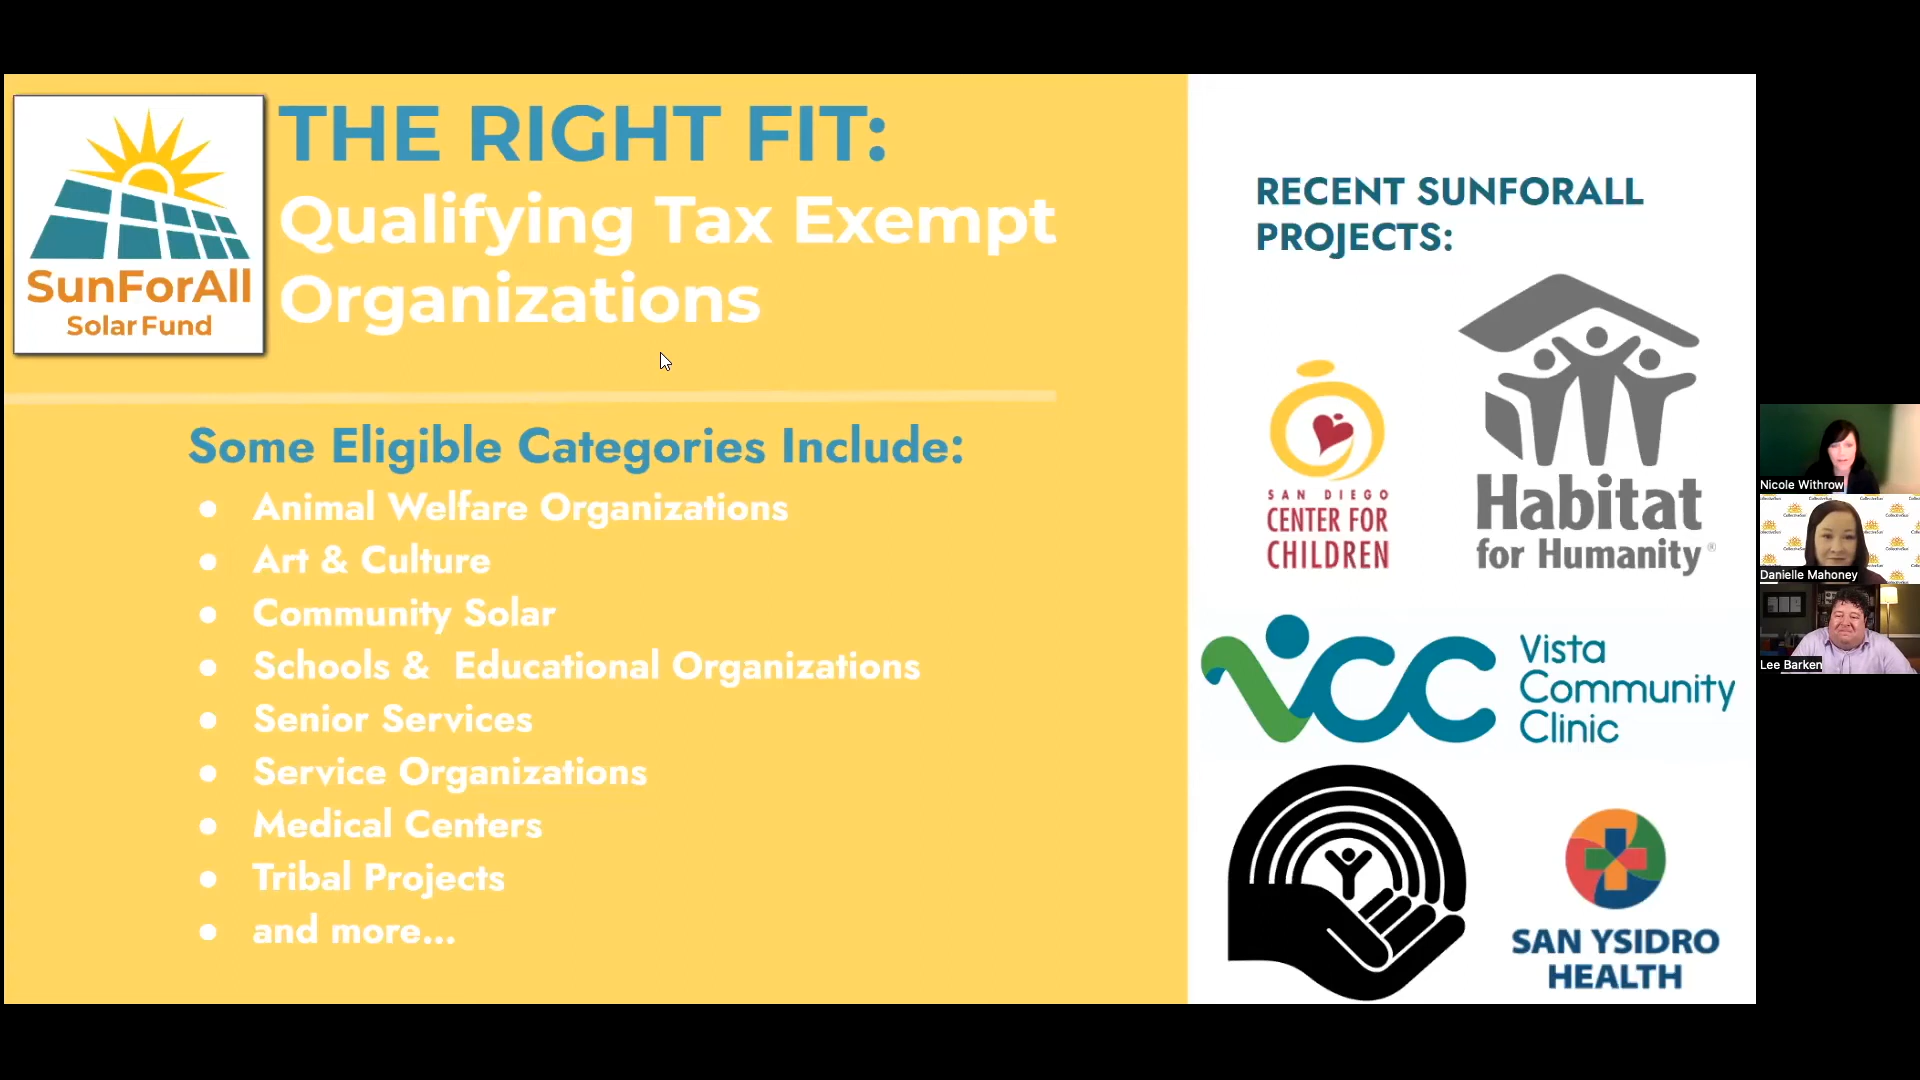 THE RIGHT FIT:
Qualifying Tax Exempt
Organizations
SunForAll
Solar Fund
Some Eligible Categories Include:
● Animal Welfare Organizations
● Art & Culture
● Community Solar
● Schools & Educational Organizations
● Senior Services
● Service Organizations
● Medical Centers
● Tribal Projects
● and more...
RECENT SUNFORALL
PROJECTS:
SAN DIEGO
CENTER FOR
CHILDREN
Habitat
for Humanity®
VCC
Vista
Community
Clinic
SAN YSIDRO
HEALTH
Nicole Withrow
Danielle Mahoney
Lee Barken